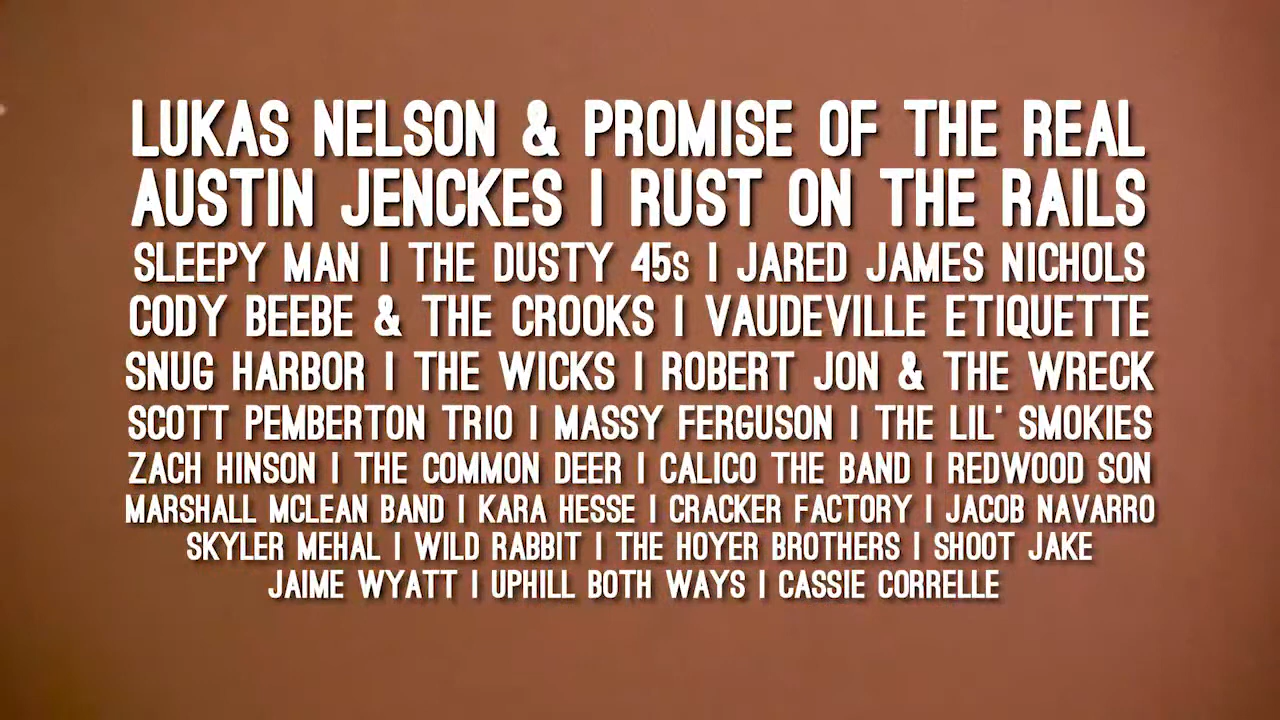 LUKAS NELSON & PROMISE OF THE REAL
AUSTIN JENCKES | RUST ON THE RAILS
SLEEPY MAN | THE DUSTY 45s | JARED JAMES NICHOLS
CODY BEEBE & THE CROOKS | VAUDEVILLE ETIQUETTE
SNUG HARBOR | THE WICKS | ROBERT JON & THE WRECK
SCOTT PEMBERTON TRIO | MASSY FERGUSON | THE LIL' SMOKIES
ZACH HINSON | THE COMMON DEER | CALICO THE BAND | REDWOOD SON
MARSHALL MCLEAN BAND | KARA HESSE | CRACKER FACTORY | JACOB NAVARRO
SKYLER MEHAL | WILD RABBIT | THE HOYER BROTHERS | SHOOT JAKE
JAIME WYATT | UPHILL BOTH WAYS | CASSIE CORRELLE